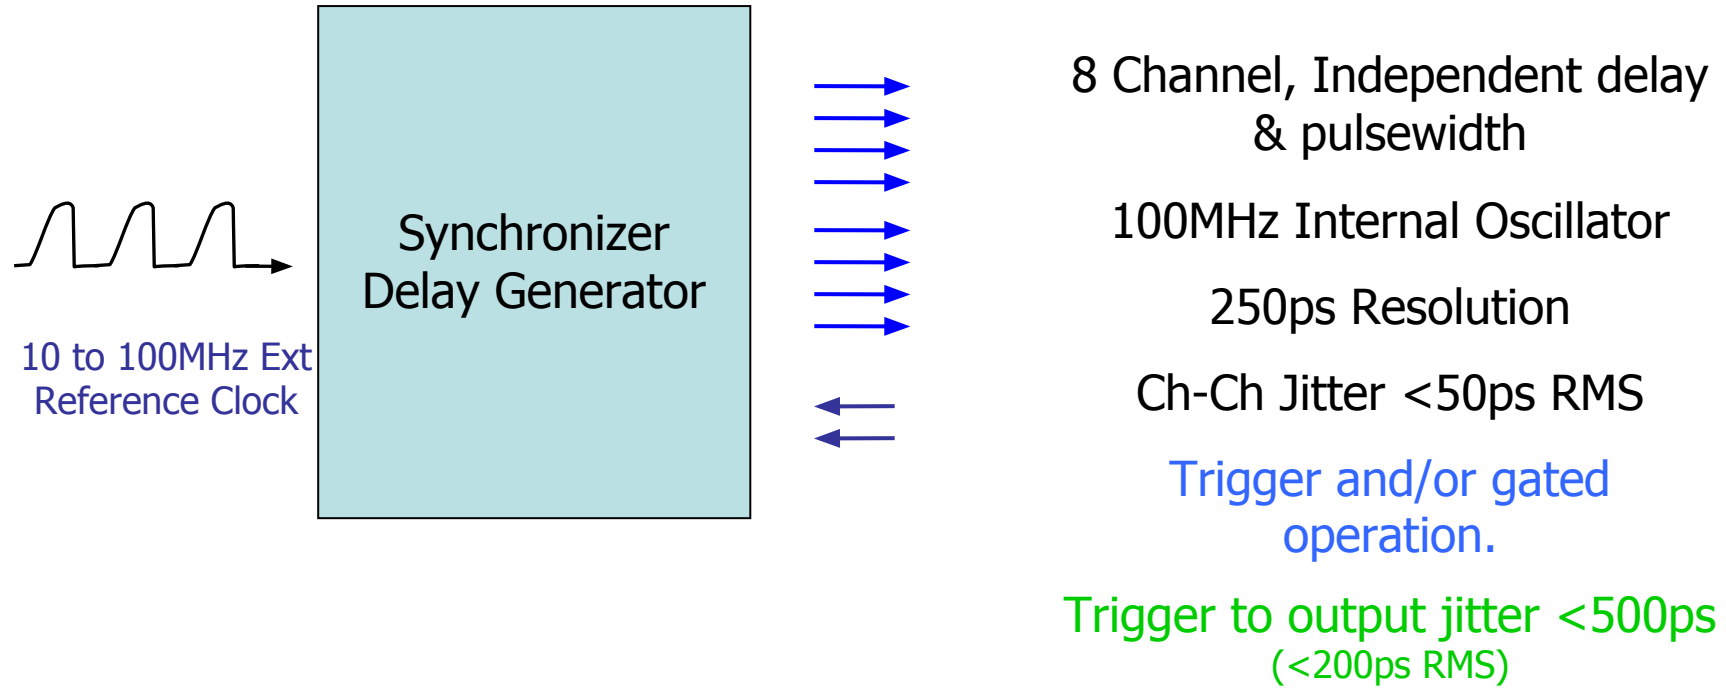 Synchronizer
Delay Generator
10 to 100MHz Ext
Reference Clock
8 Channel, Independent delay
& pulsewidth
100MHz Internal Oscillator
250ps Resolution
Ch-Ch Jitter <50ps RMS
Trigger and/or gated
operation.
Trigger to output jitter <500ps
(<200ps RMS)